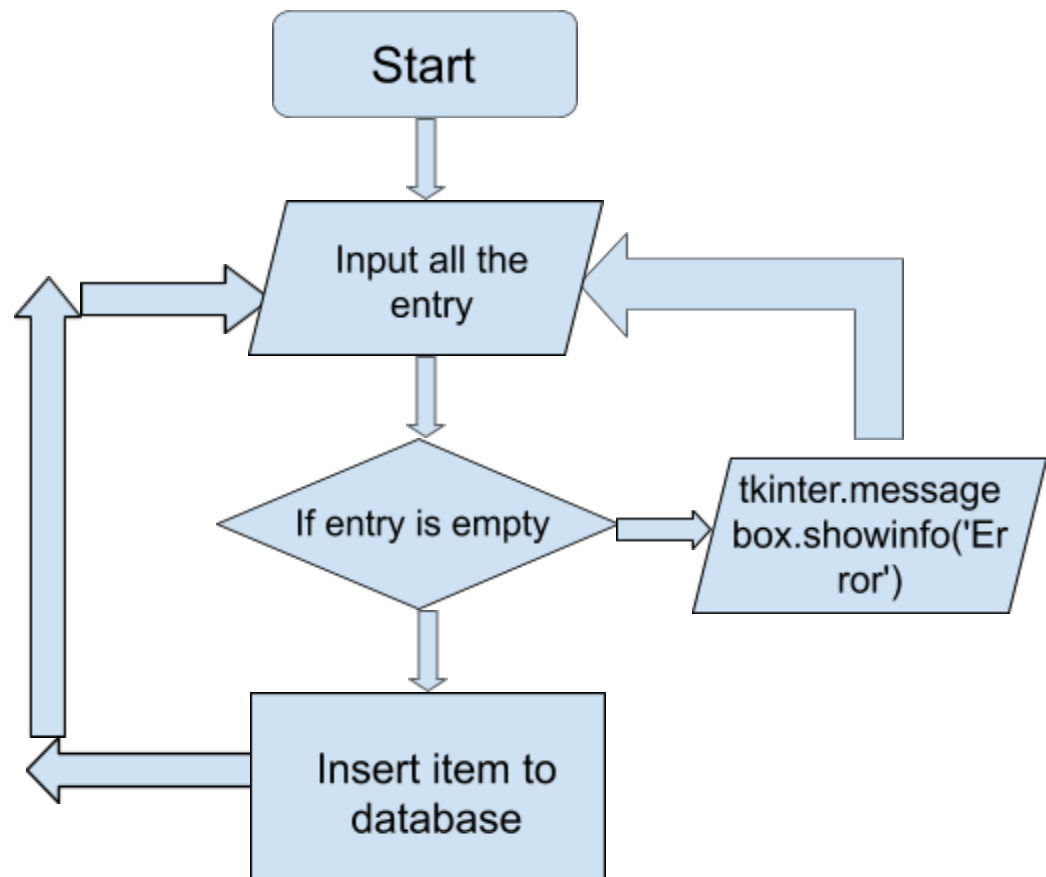 Start
Input all the
entry
If entry is empty
tkinter.message
box.showinfo('Er
ror')
Insert item to
database